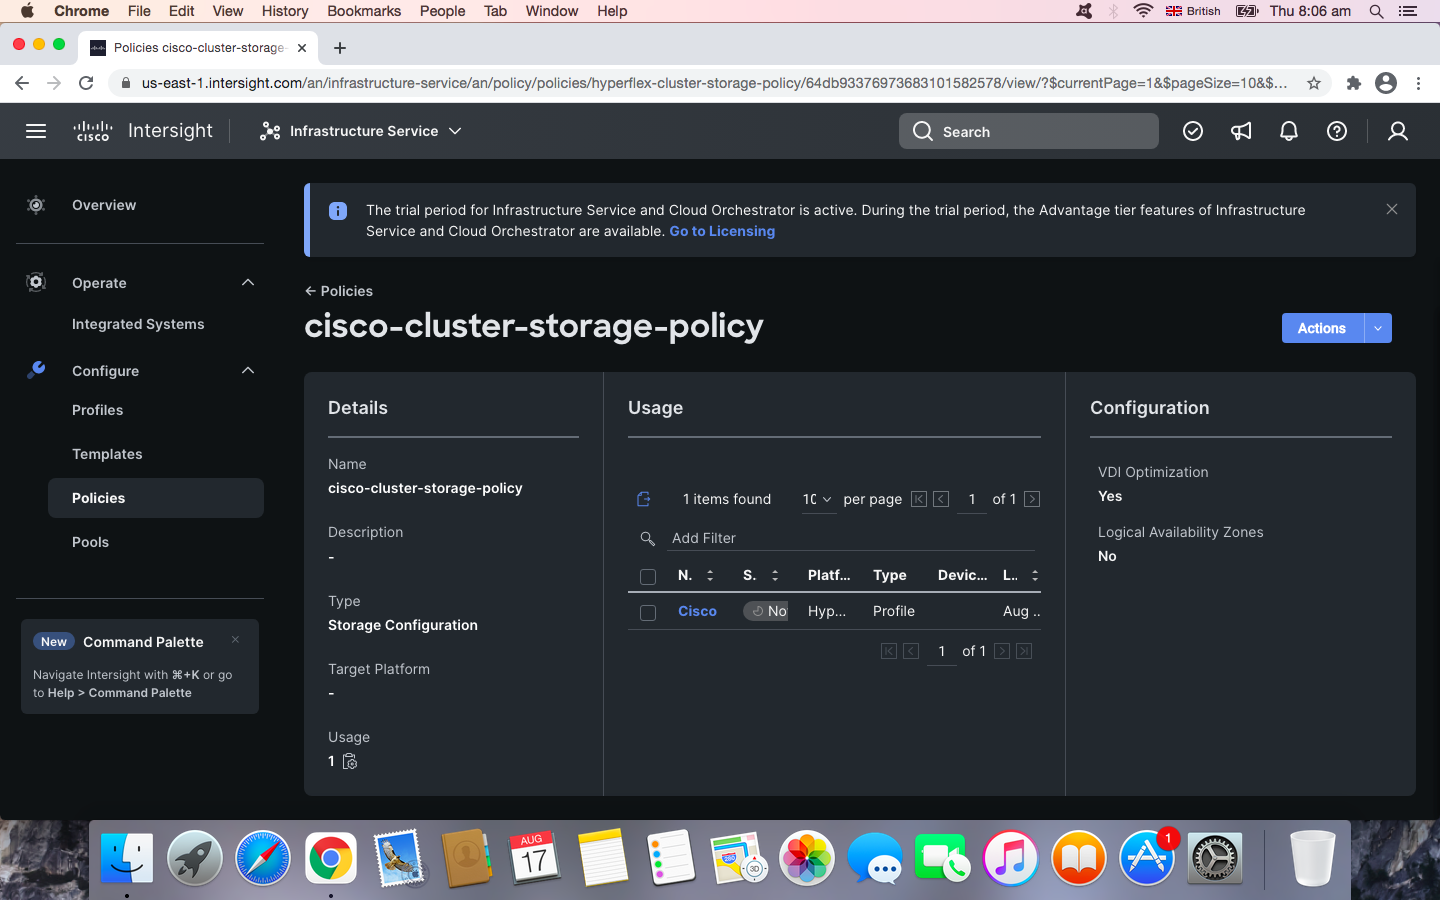 Chrome File Edit View History Bookmarks People Tab Window Help British Thu 8:06 am
Policies cisco-cluster-storage-
us-east-1.intersight.com/an/infrastructure-service/an/policy/policies/hyperflex-cluster-storage-policy/64db93376973683101582578/view/?$currentPage=1&$pageSize=10&$...
cisco Intersight Infrastructure Service Search
Overview
Operate
Integrated Systems
Configure
Profiles
Templates
Policies
Pools
New Command Palette
Navigate Intersight with ⌘+K or go
to Help > Command Palette
The trial period for Infrastructure Service and Cloud Orchestrator is active. During the trial period, the Advantage tier features of Infrastructure
Service and Cloud Orchestrator are available. Go to Licensing
← Policies
cisco-cluster-storage-policy
Actions
Details
Name
cisco-cluster-storage-policy
Description
-
Type
Storage Configuration
Target Platform
-
Usage
1
Usage
1 items found 10 per page 1 of 1
Add Filter
N. S. Platf... Type Devic... L..
Cisco No Hyp... Profile Aug ..
1 of 1
Configuration
VDI Optimization
Yes
Logical Availability Zones
No
AUG
17
280
3D
1